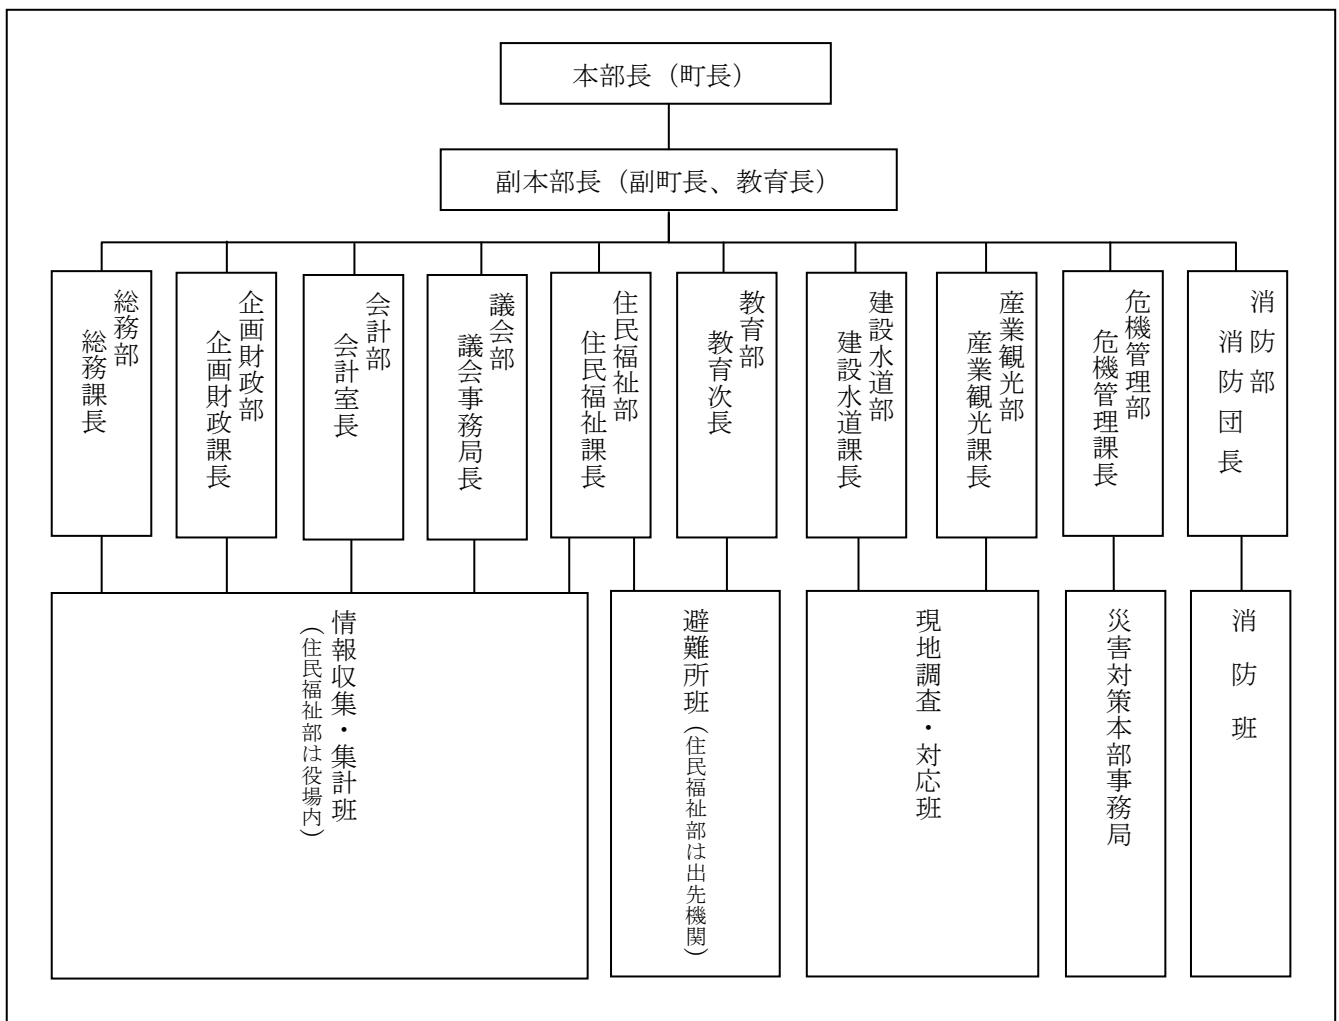 本部長（町長）
副本部長（副町長、教育長）
総務部
総務課長
企画財政部
企画財政課長
会計部
会計室長
議会部
議会事務局長
住民福祉部
住民福祉課長
教育部
教育次長
建設水道部
建設水道課長
産業観光部
産業観光課長
危機管理部
危機管理課長
消防部
消防団長
情報収集・集計班
（住民福祉部は役場内）
避難所班（住民福祉部は出先機関）
現地調査・対応班
災害対策本部事務局
消防班